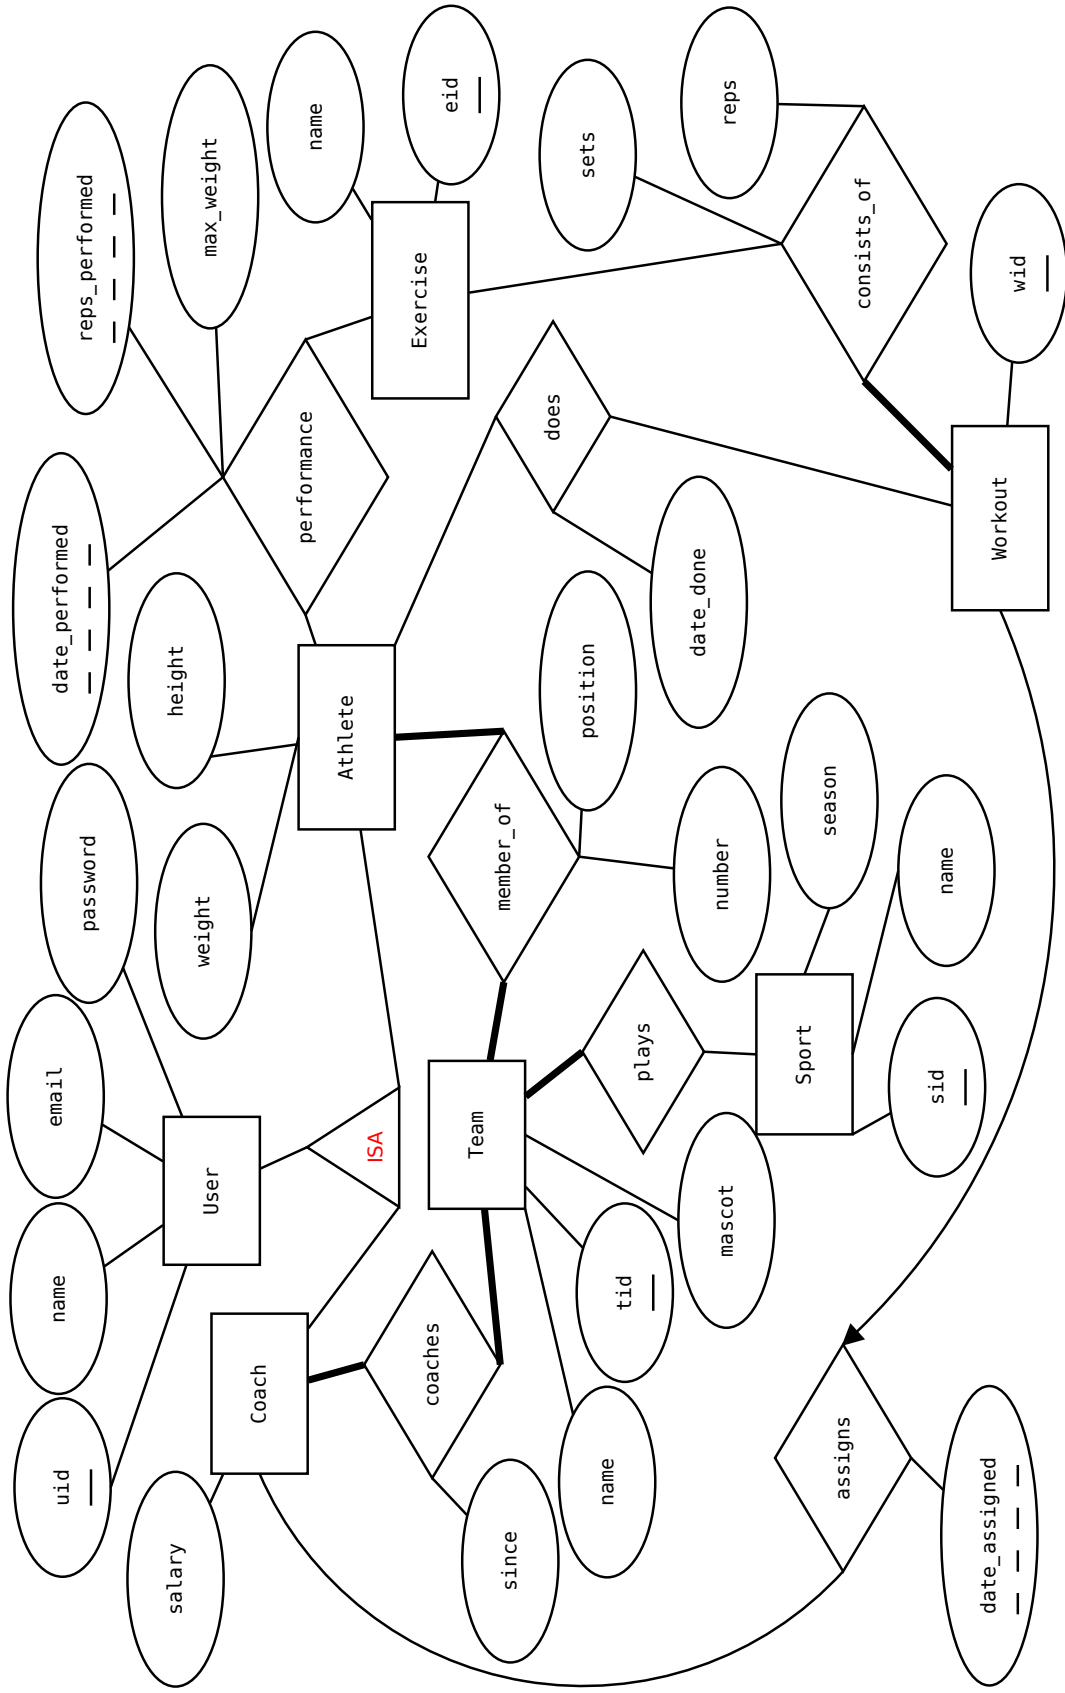 uid
name
email
password
date_performed
reps_performed
salary
User
weight
height
max_weight
Coach
ISA
Athlete
performance
name
coaches
Team
member_of
Exercise
eid
since
name
tid
plays
position
does
sets
mascot
number
date_done
reps
assigns
Sport
season
consists_of
date_assigned
sid
name
Workout
wid